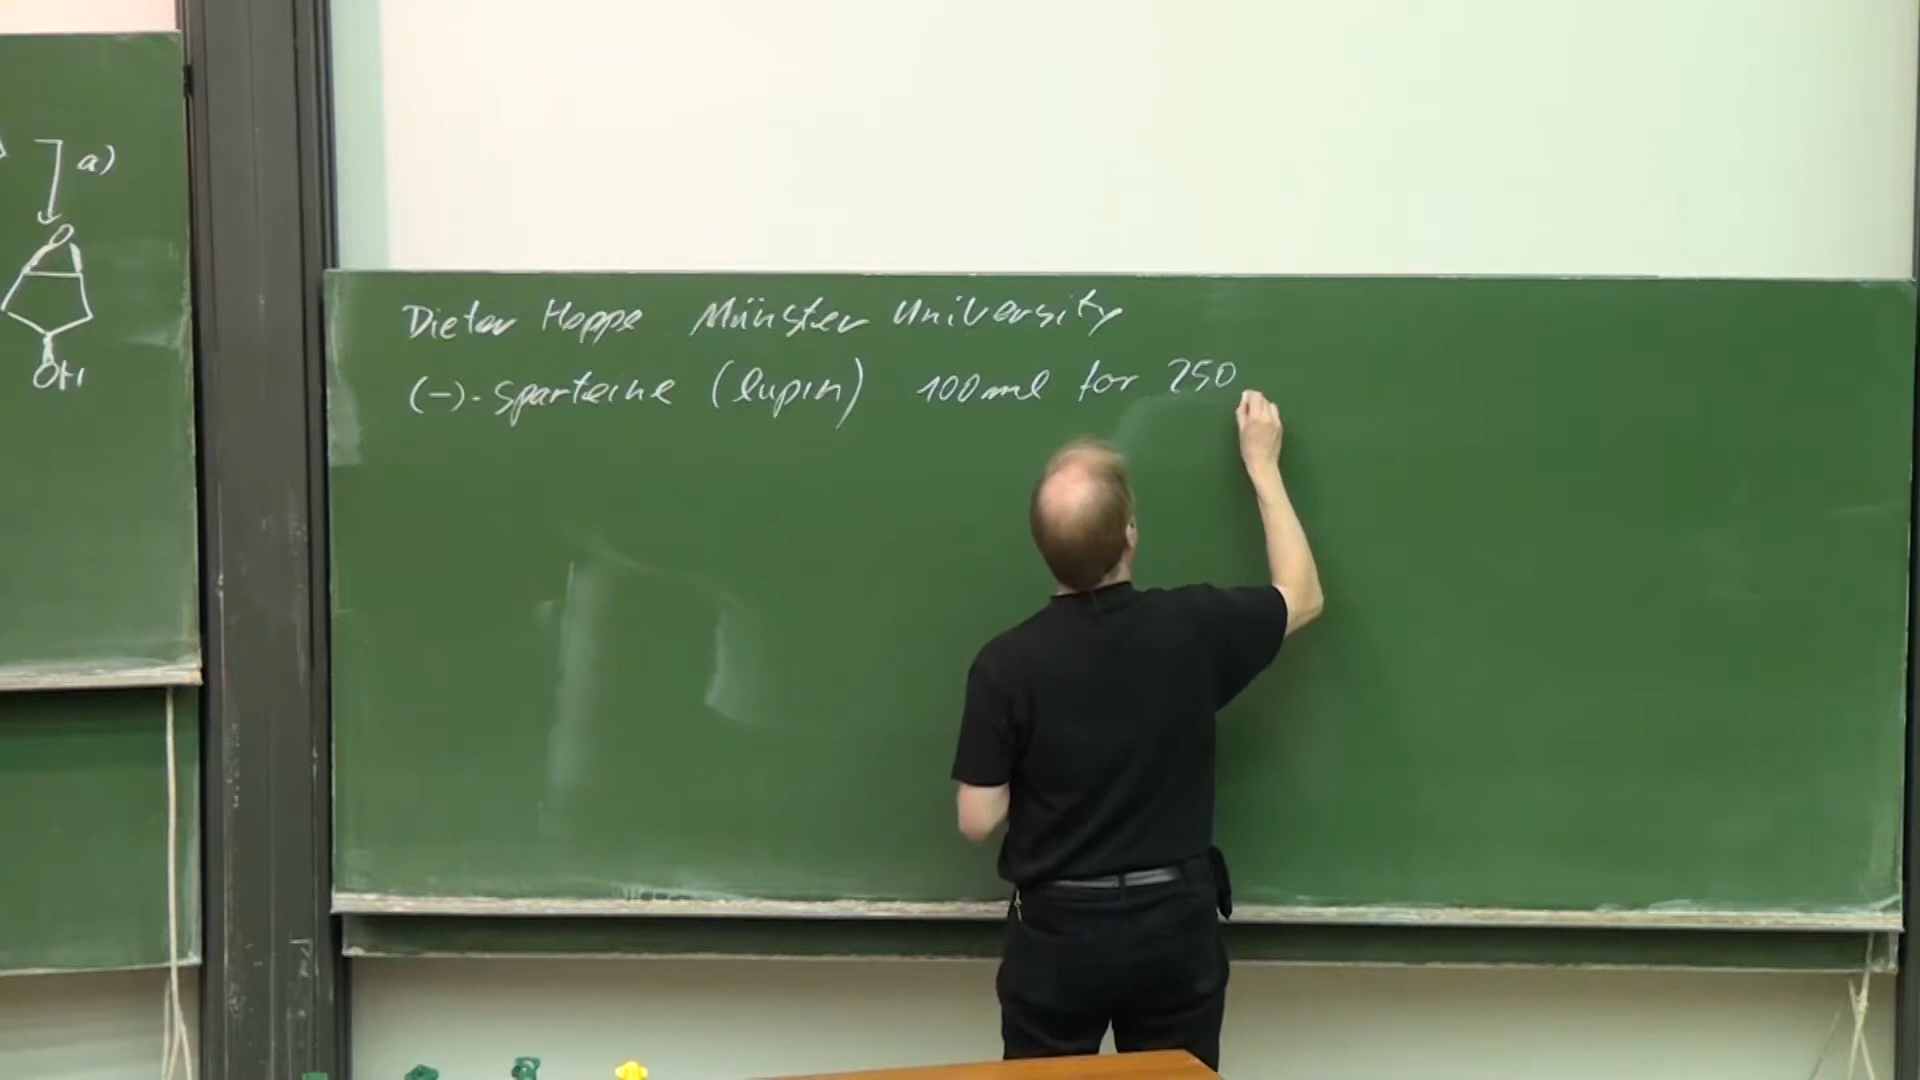 a)
O
OH
Dieter Hoppe Münster University
(-)-Sparteine (lupin) 100ml for 250